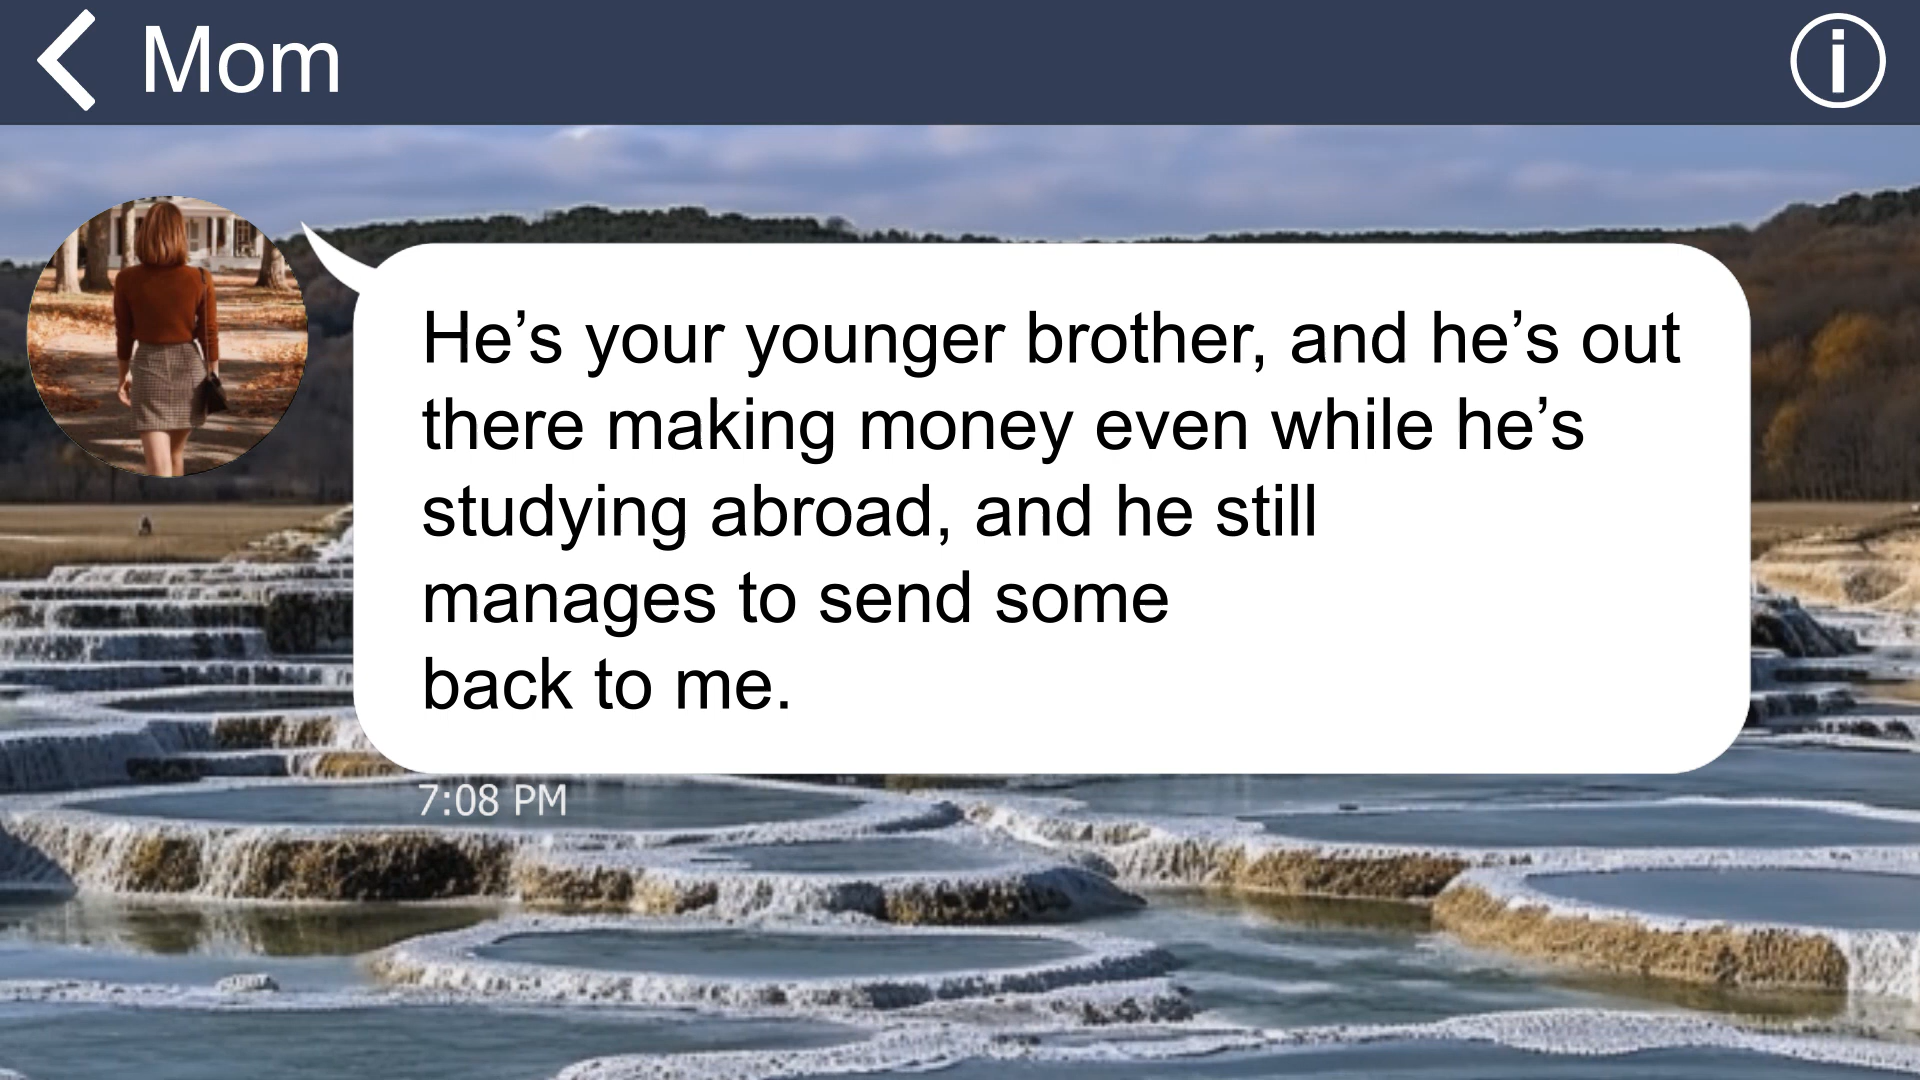 Mom
He’s your younger brother, and he’s out
there making money even while he’s
studying abroad, and he still
manages to send some
back to me.
7:08 PM